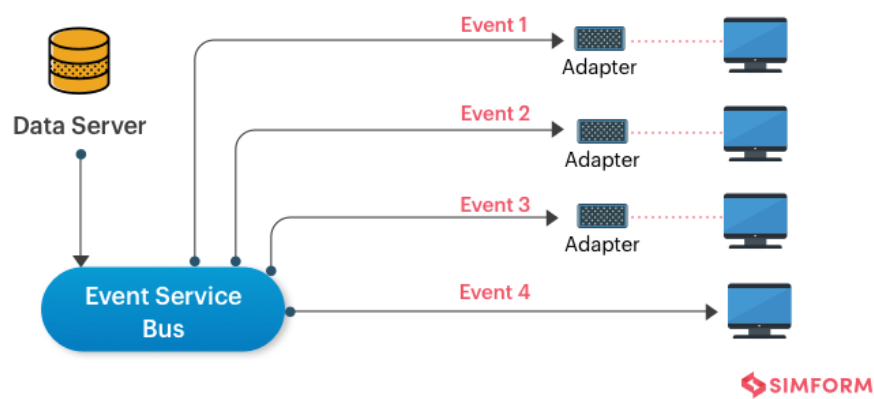 Event 1
Adapter
Data Server
Event 2
Adapter
Event 3
Adapter
Event Service
Bus
Event 4
SIMFORM